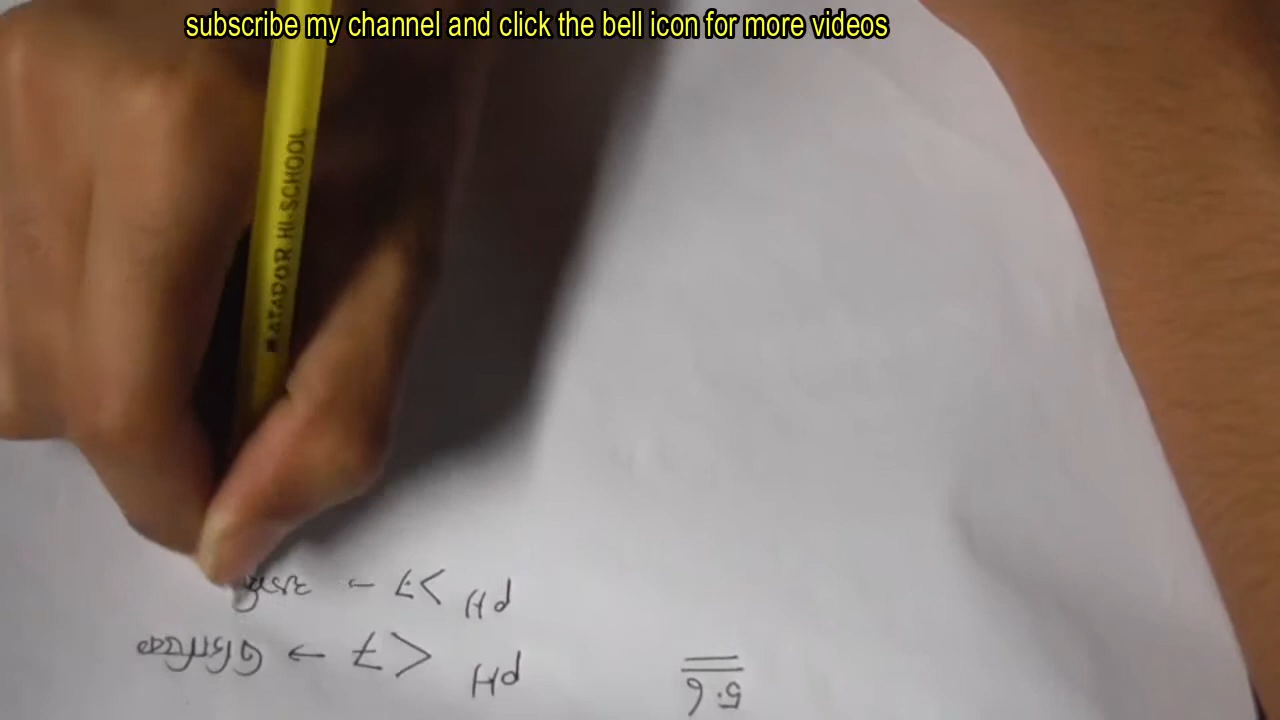 5.6
pH < 7 →
pH < 7 →
MATADOR HI-SCHOOL
subscribe my channel and click the bell icon for more videos